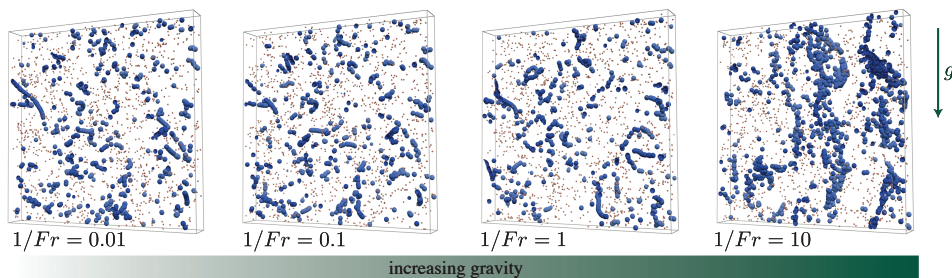 g
1/Fr = 0.01
1/Fr = 0.1
1/Fr = 1
1/Fr = 10
increasing gravity